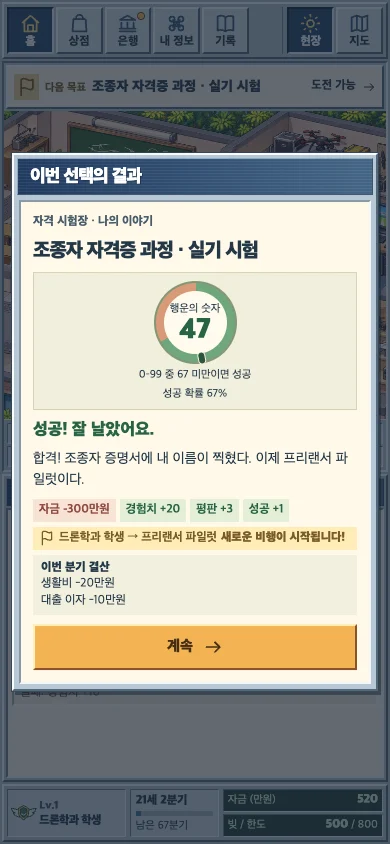 홈
상점
은행
내 정보
기록
현장
지도
다음 목표 조종자 자격증 과정 · 실기 시험 도전 가능 →
이번 선택의 결과
자격 시험장 · 나의 이야기
조종자 자격증 과정 · 실기 시험
행운의 숫자
47
0-99 중 67 미만이면 성공
성공 확률 67%
성공! 잘 날았어요.
합격! 조종자 증명서에 내 이름이 찍혔다. 이제 프리랜서 파
일럿이다.
자금 -300만원 경험치 +20 평판 +3 성공 +1
드론학과 학생 → 프리랜서 파일럿 새로운 비행이 시작됩니다!
이번 분기 결산
생활비 -20만원
대출 이자 -10만원
계속 →
Lv.1
드론학과 학생
21세 2분기
남은 67분기
자금 (만원) 520
빚 / 한도 500 / 800